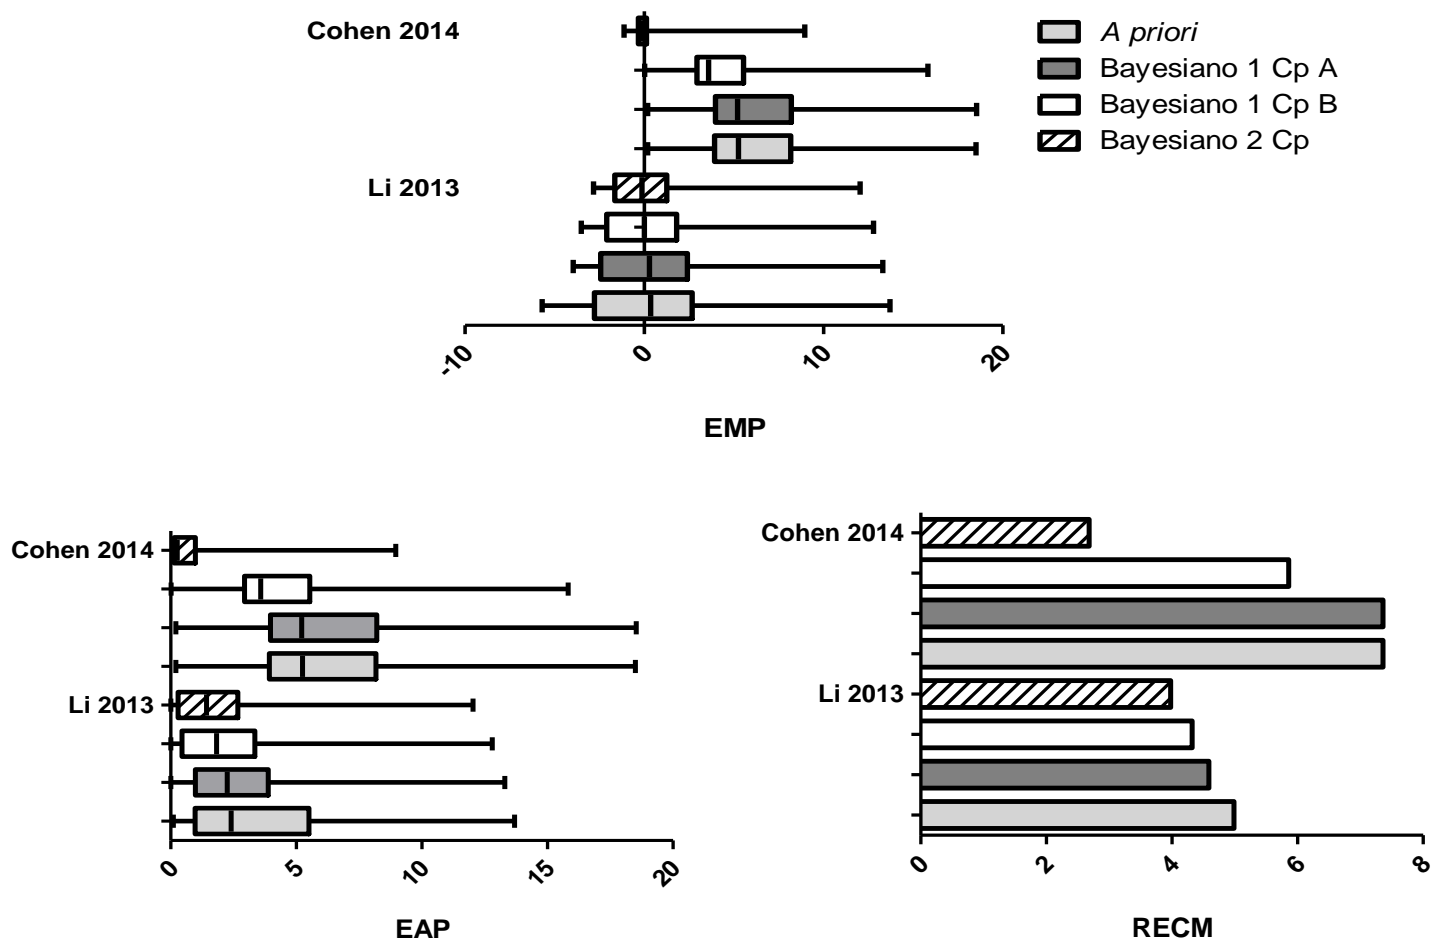 Cohen 2014
Li 2013
A priori
Bayesiano 1 Cp A
Bayesiano 1 Cp B
Bayesiano 2 Cp
-10
0
10
20
EMP
Cohen 2014
Li 2013
0
5
10
15
20
EAP
Cohen 2014
Li 2013
0
2
4
6
8
RECM